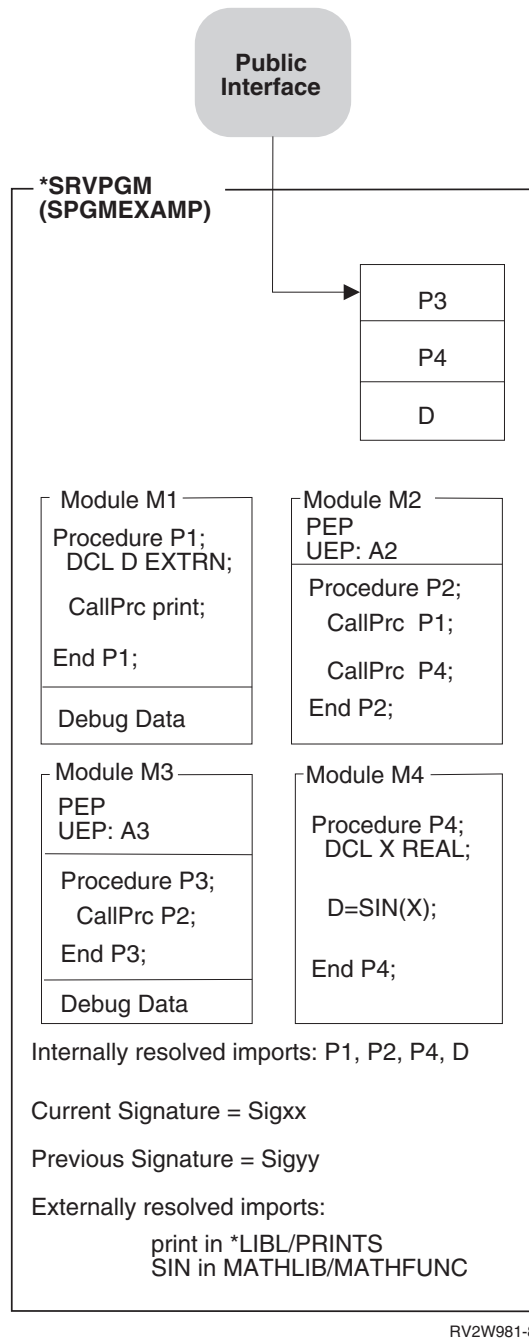 Public
Interface
*SRVPGM
(SPGMEXAMP)
P3
P4
D
Module M1
Procedure P1;
DCL D EXTRN;
CallPrc print;
End P1;
Debug Data
Module M2
PEP
UEP: A2
Procedure P2;
CallPrc P1;
CallPrc P4;
End P2;
Module M3
PEP
UEP: A3
Procedure P3;
CallPrc P2;
End P3;
Debug Data
Module M4
Procedure P4;
DCL X REAL;
D=SIN(X);
End P4;
Internally resolved imports: P1, P2, P4, D
Current Signature = Sigxx
Previous Signature = Sigyy
Externally resolved imports:
print in *LIBL/PRINTS
SIN in MATHLIB/MATHFUNC